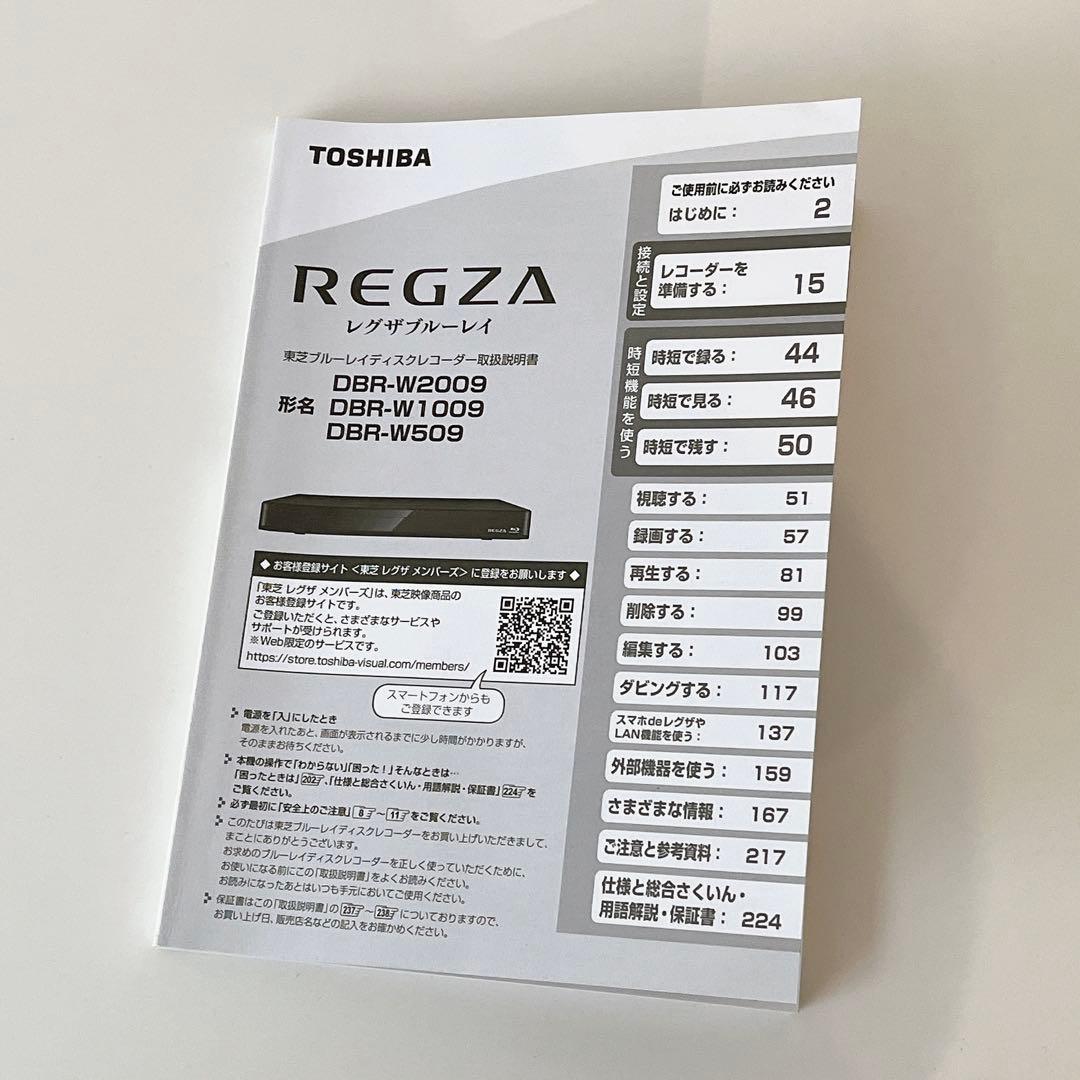 TOSHIBA
REGZA
レグザブルーレイ
東芝ブルーレイディスクレコーダー取扱説明書
形名
DBR-W2009
DBR-W1009
DBR-W509
REGZA
◆ お客様登録サイト <東芝 レグザ メンバーズ> に登録をお願いします ◆
「東芝 レグザ メンバーズ」は、東芝映像商品の
お客様登録サイトです。
ご登録いただくと、さまざまなサービスや
サポートが受けられます。
※Web限定のサービスです。
https://store.toshiba-visual.com/members/
スマートフォンからも
ご登録できます
電源を「入」にしたとき
電源を入れたあと、画面が表示されるまでに少し時間がかかりますが、
そのままお待ちください。
本機の操作で「わからない」「困った！」そんなときは…
「困ったときは」202、「仕様と総合さくいん・用語解説・保証書」224を
ご覧ください。
必ず最初に「安全上のご注意」8～11をご覧ください。
このたびは東芝ブルーレイディスクレコーダーをお買い上げいただきまして、
まことにありがとうございます。
お求めのブルーレイディスクレコーダーを正しく使っていただくために、
お使いになる前にこの「取扱説明書」をよくお読みください。
お読みになったあとはいつも手元においてご使用ください。
保証書はこの「取扱説明書」の237～238についておりますので、
お買い上げ日、販売店名などの記入をお確かめください。
ご使用前に必ずお読みください
はじめに： 2
接続と設定
レコーダーを
準備する： 15
時短機能を使う
時短で録る： 44
時短で見る： 46
時短で残す： 50
視聴する： 51
録画する： 57
再生する： 81
削除する： 99
編集する： 103
ダビングする： 117
スマホdeレグザや
LAN機能を使う： 137
外部機器を使う： 159
さまざまな情報： 167
ご注意と参考資料： 217
仕様と総合さくいん・
用語解説・保証書： 224